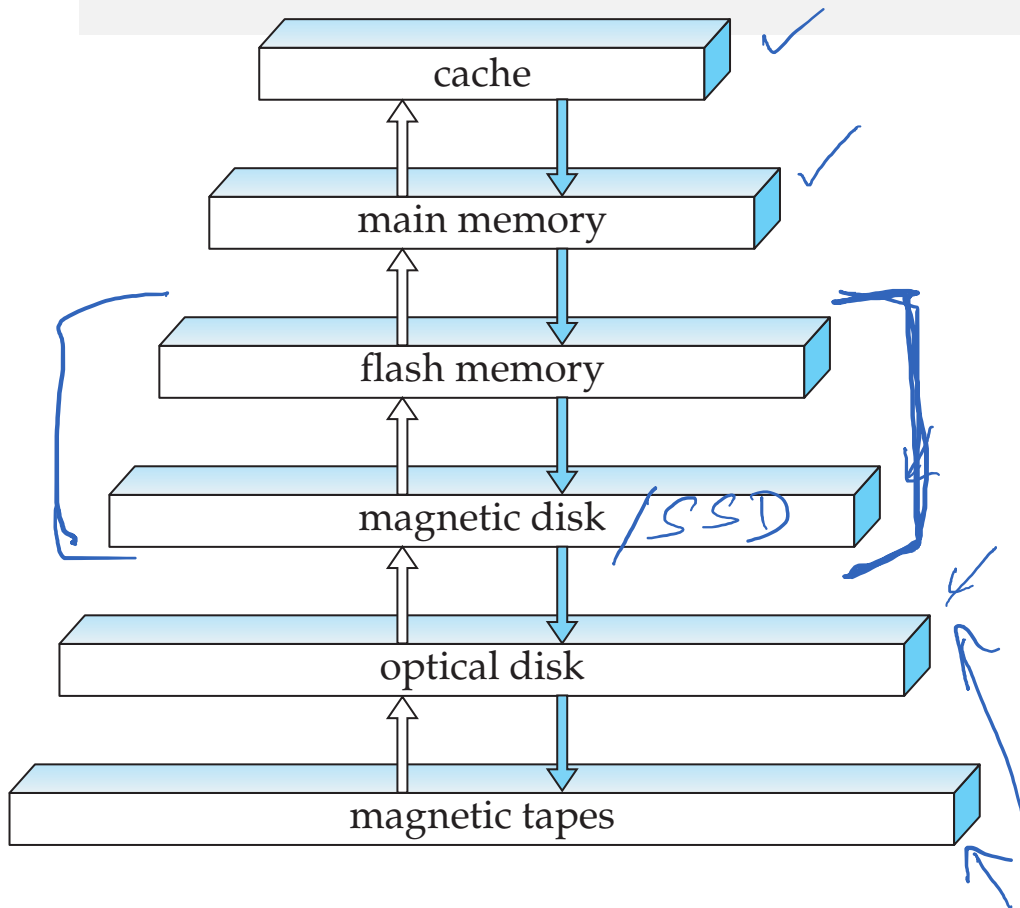 cache
main memory
flash memory
magnetic disk /SSD
optical disk
magnetic tapes